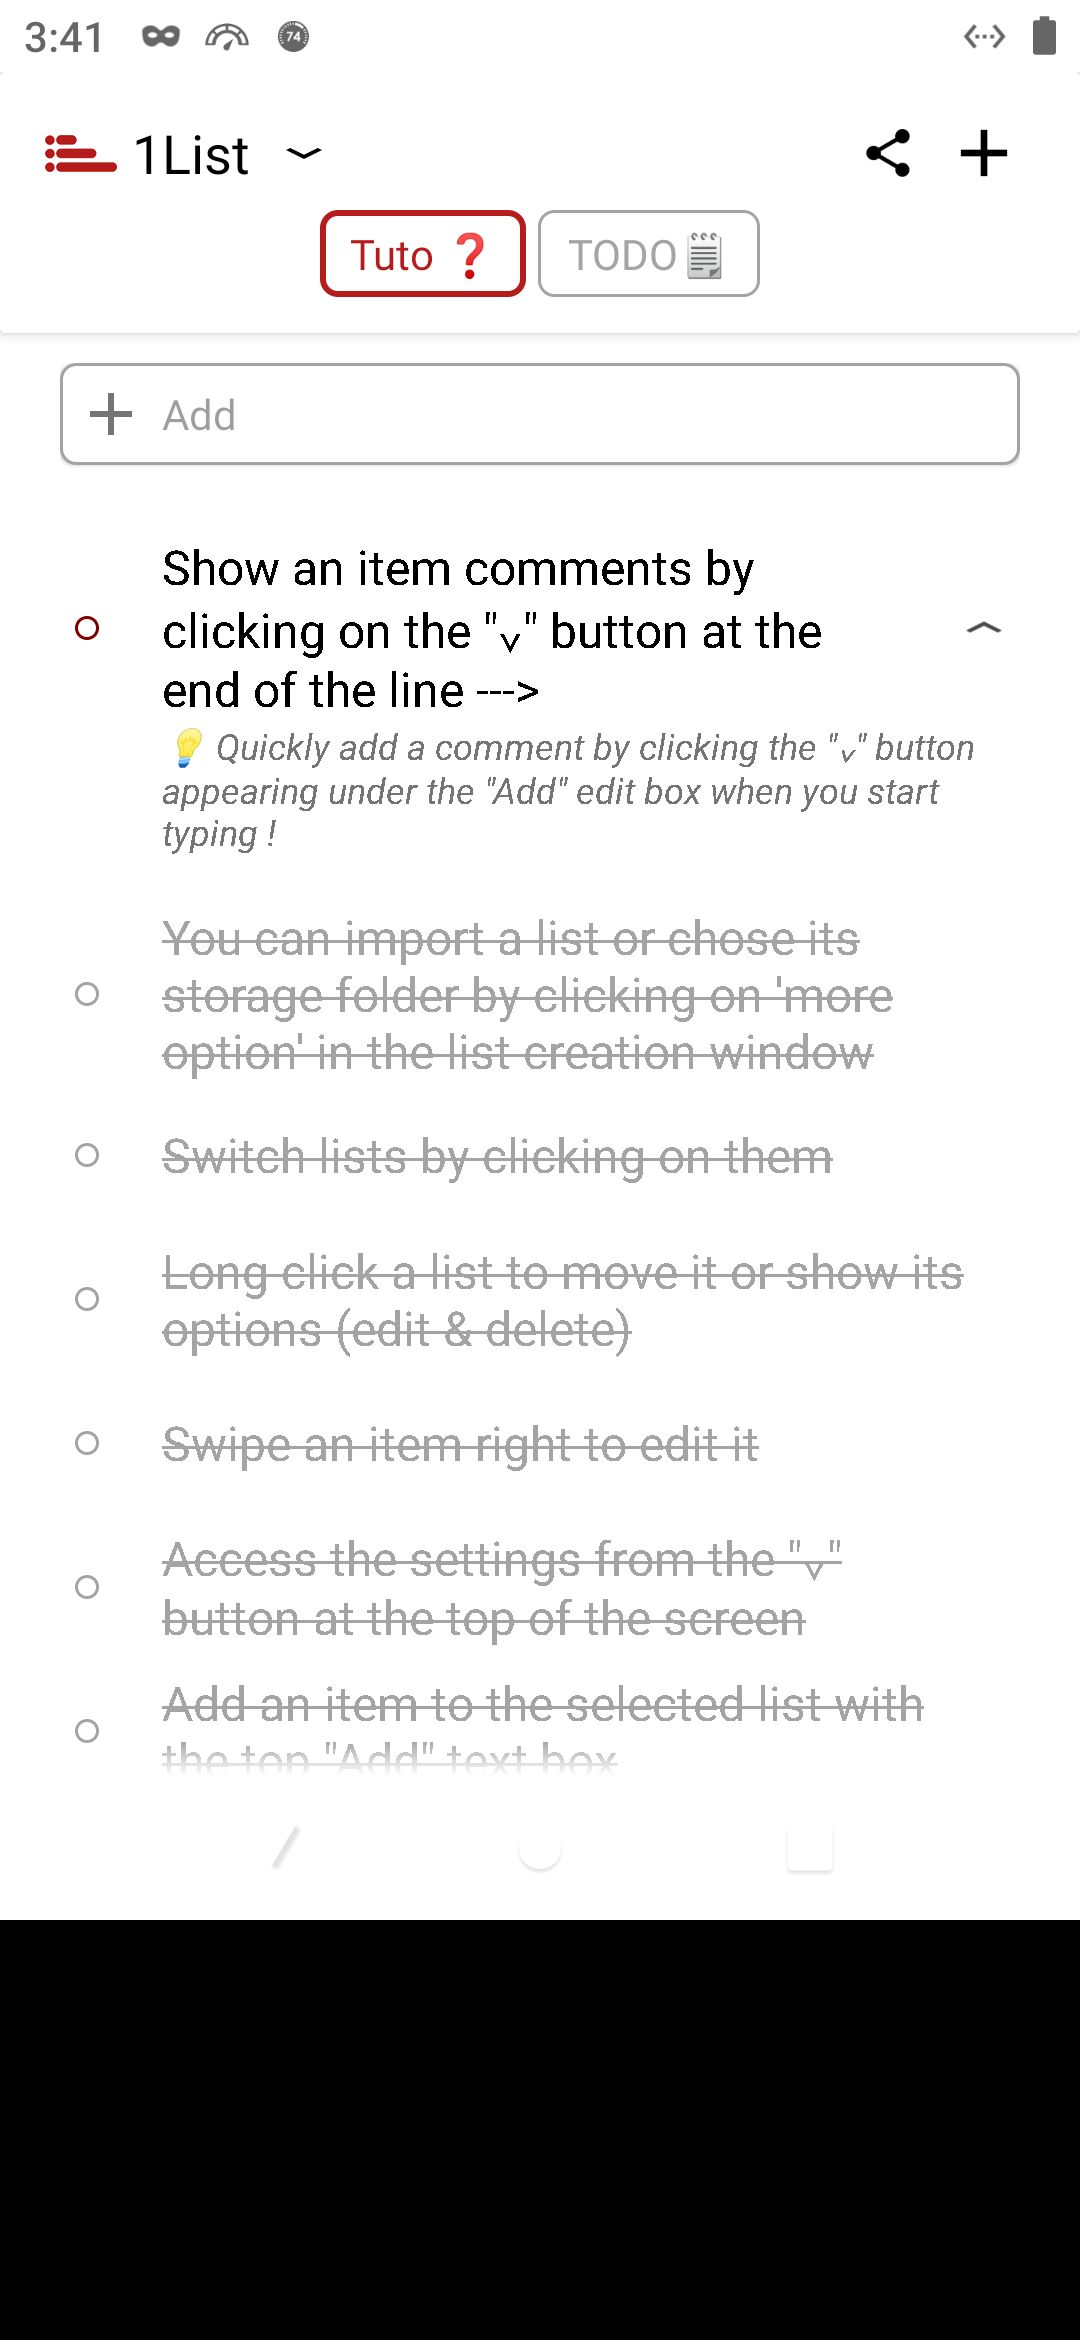 3:41
74
1List
Tuto ❓
TODO🗒
Add
Show an item comments by
clicking on the "˅" button at the
end of the line --->
💡 Quickly add a comment by clicking the "˅" button
appearing under the "Add" edit box when you start
typing !
You can import a list or chose its
storage folder by clicking on 'more
option' in the list creation window
Switch lists by clicking on them
Long click a list to move it or show its
options (edit & delete)
Swipe an item right to edit it
Access the settings from the "˅"
button at the top of the screen
Add an item to the selected list with
the top "Add" text box